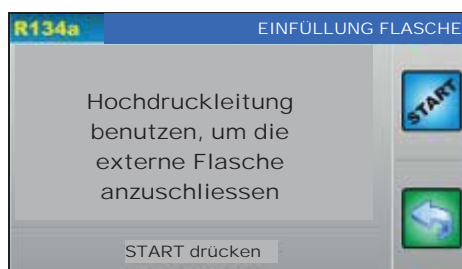 R134a EINFÜLLUNG FLASCHE
Hochdruckleitung
benutzen, um die
externe Flasche
anzuschliessen
START
START drücken